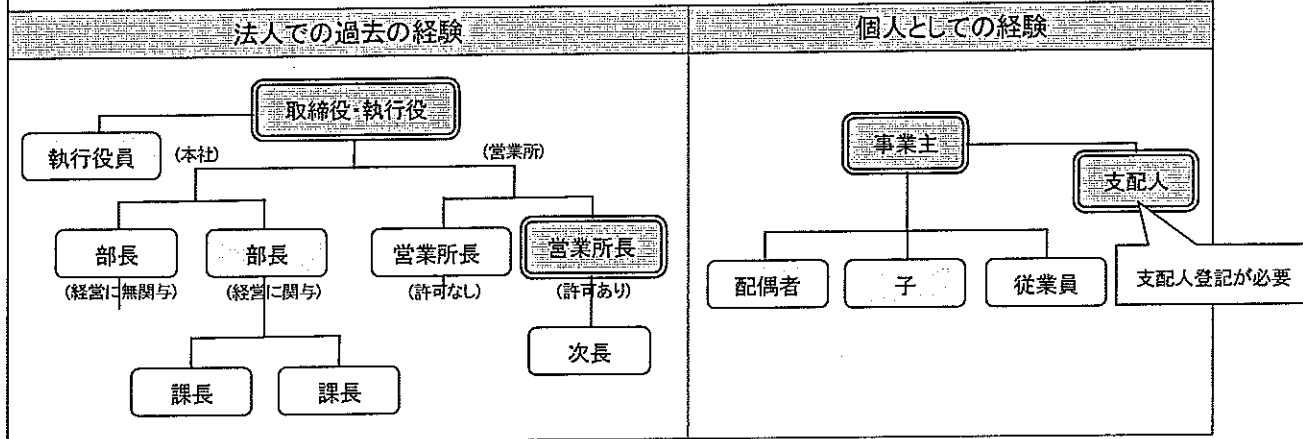 法人での過去の経験
個人としての経験
取締役・執行役
執行役員
(本社)
(営業所)
部長
(経営に無関与)
部長
(経営に関与)
営業所長
(許可なし)
営業所長
(許可あり)
次長
課長
課長
事業主
支配人
配偶者
子
従業員
支配人登記が必要